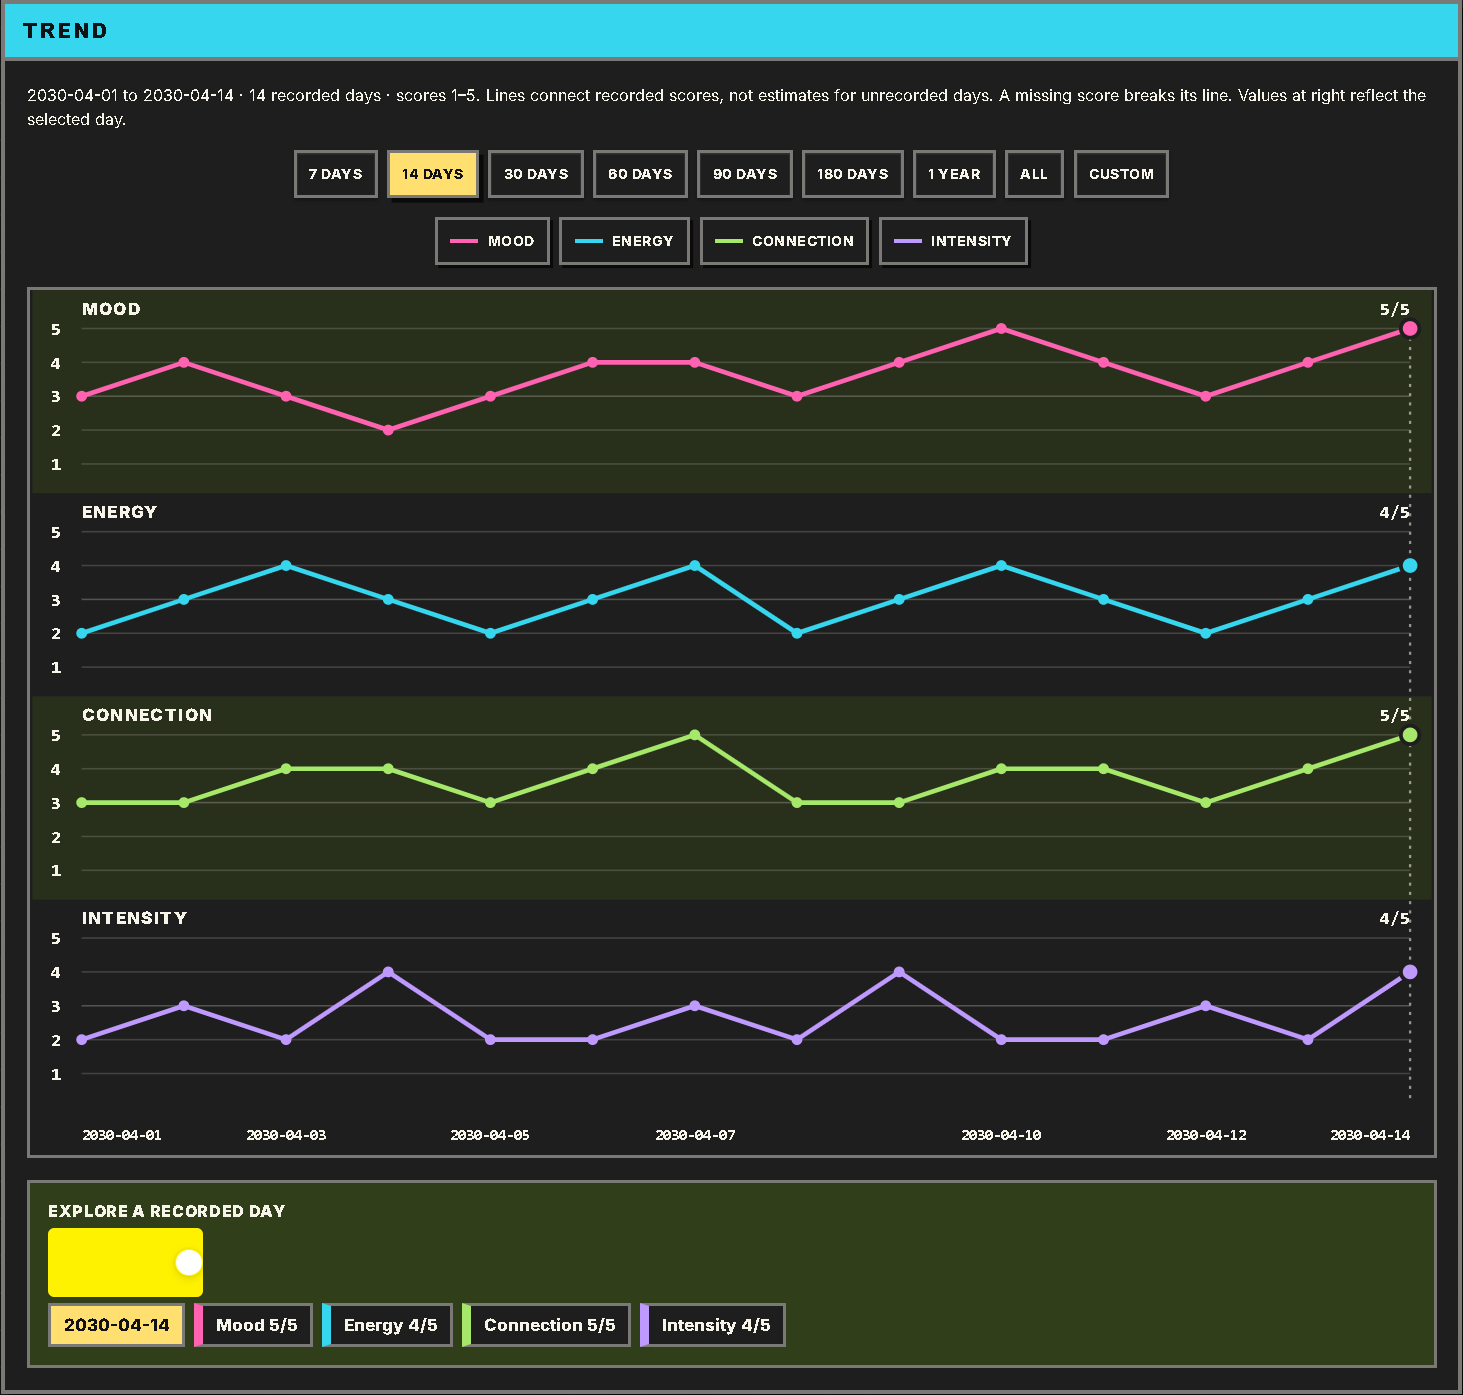 TREND
2030-04-01 to 2030-04-14 · 14 recorded days · scores 1–5. Lines connect recorded scores, not estimates for unrecorded days. A missing score breaks its line. Values at right reflect the
selected day.
7 DAYS 14 DAYS 30 DAYS 60 DAYS 90 DAYS 180 DAYS 1 YEAR ALL CUSTOM
MOOD ENERGY CONNECTION INTENSITY
MOOD 5/5
5
4
3
2
1
ENERGY 4/5
5
4
3
2
1
CONNECTION 5/5
5
4
3
2
1
INTENSITY 4/5
5
4
3
2
1
2030-04-01 2030-04-03 2030-04-05 2030-04-07 2030-04-10 2030-04-12 2030-04-14
EXPLORE A RECORDED DAY
2030-04-14 Mood 5/5 Energy 4/5 Connection 5/5 Intensity 4/5